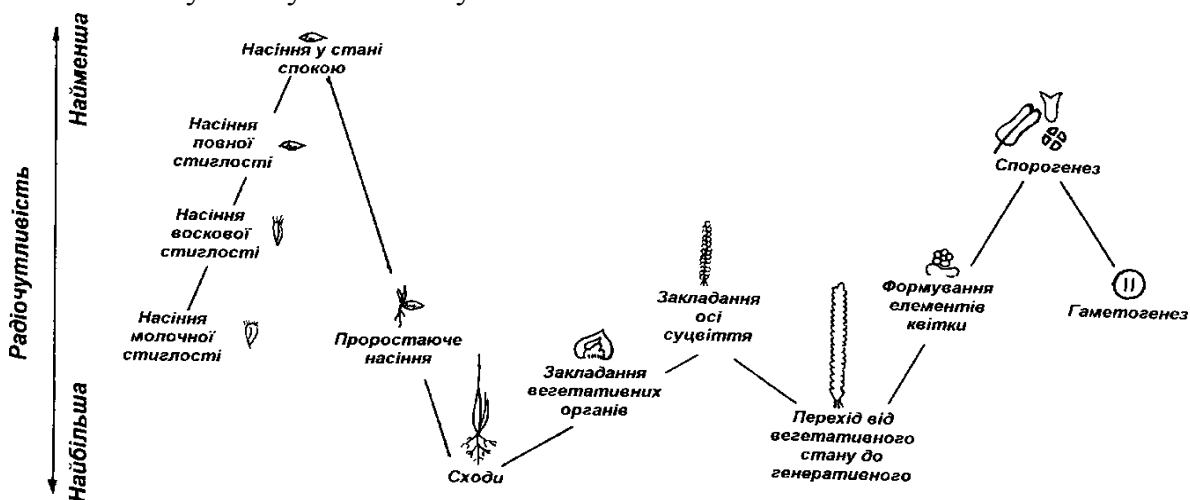 Найменша
Радіочутливість
Найбільша
Насіння у стані
спокою
Насіння
повної
стиглості
Насіння
воскової
стиглості
Насіння
молочної
стиглості
Проростаюче
насіння
Сходи
Закладання
вегетативних
органів
Закладання
осі
суцвіття
Перехід від
вегетативного
стану до
генеративного
Формування
елементів
квітки
Спорогенез
Гаметогенез